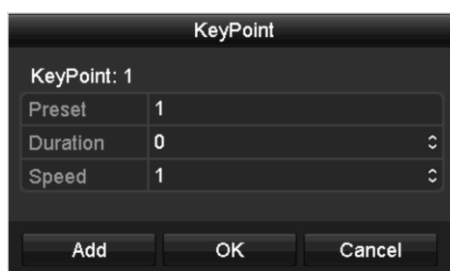 KeyPoint
KeyPoint: 1
Preset 1
Duration 0
Speed 1
Add OK Cancel